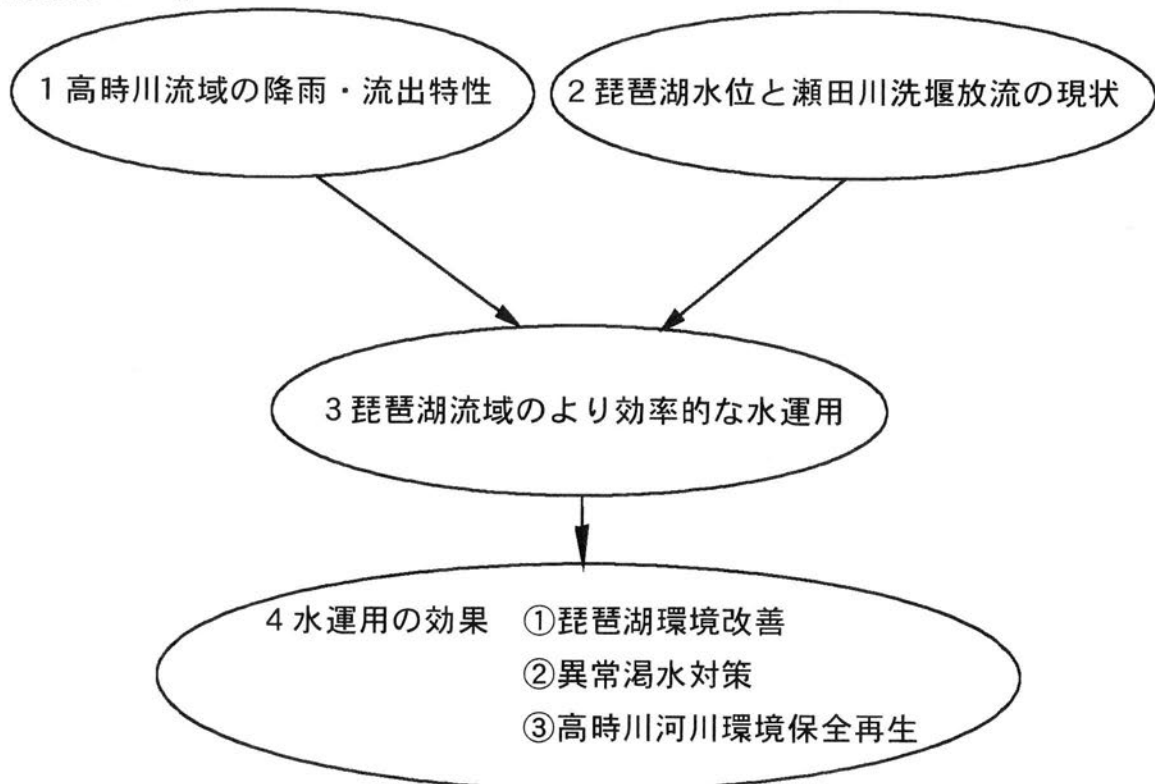 1高時川流域の降雨・流出特性
2琵琶湖水位と瀬田川洗堰放流の現状
3琵琶湖流域のより効率的な水運用
4水運用の効果 ①琵琶湖環境改善
②異常渇水対策
③高時川河川環境保全再生